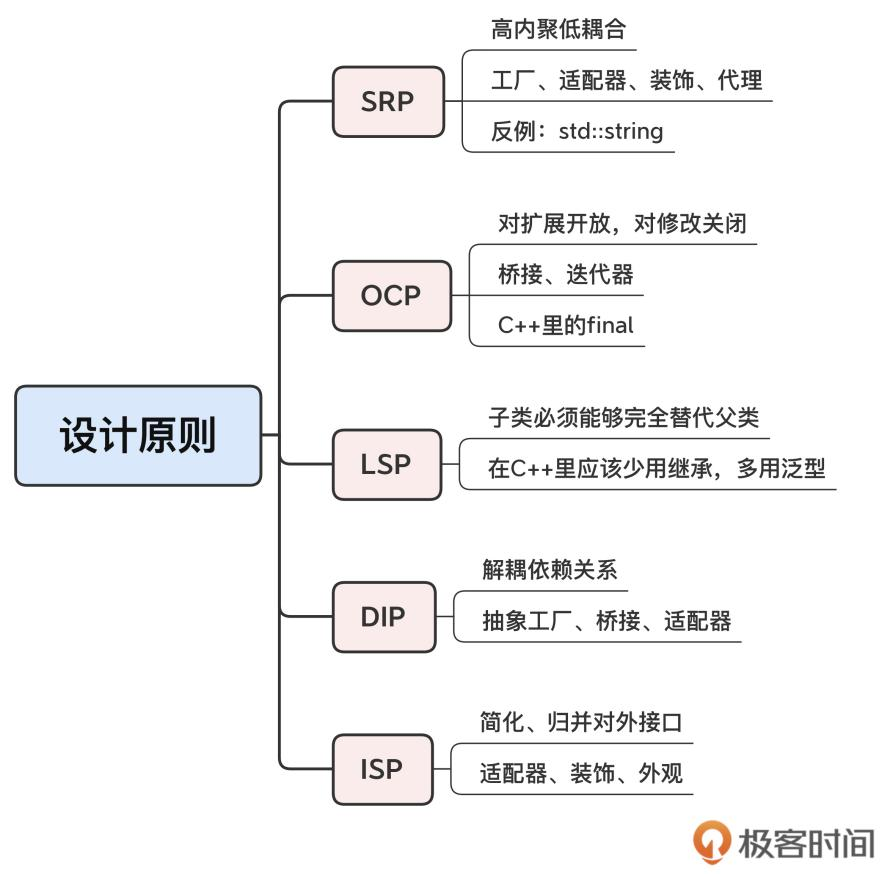 设计原则
SRP
高内聚低耦合
工厂、适配器、装饰、代理
反例：std::string
OCP
对扩展开放，对修改关闭
桥接、迭代器
C++里的final
LSP
子类必须能够完全替代父类
在C++里应该少用继承，多用泛型
DIP
解耦依赖关系
抽象工厂、桥接、适配器
ISP
简化、归并对外接口
适配器、装饰、外观
极客时间